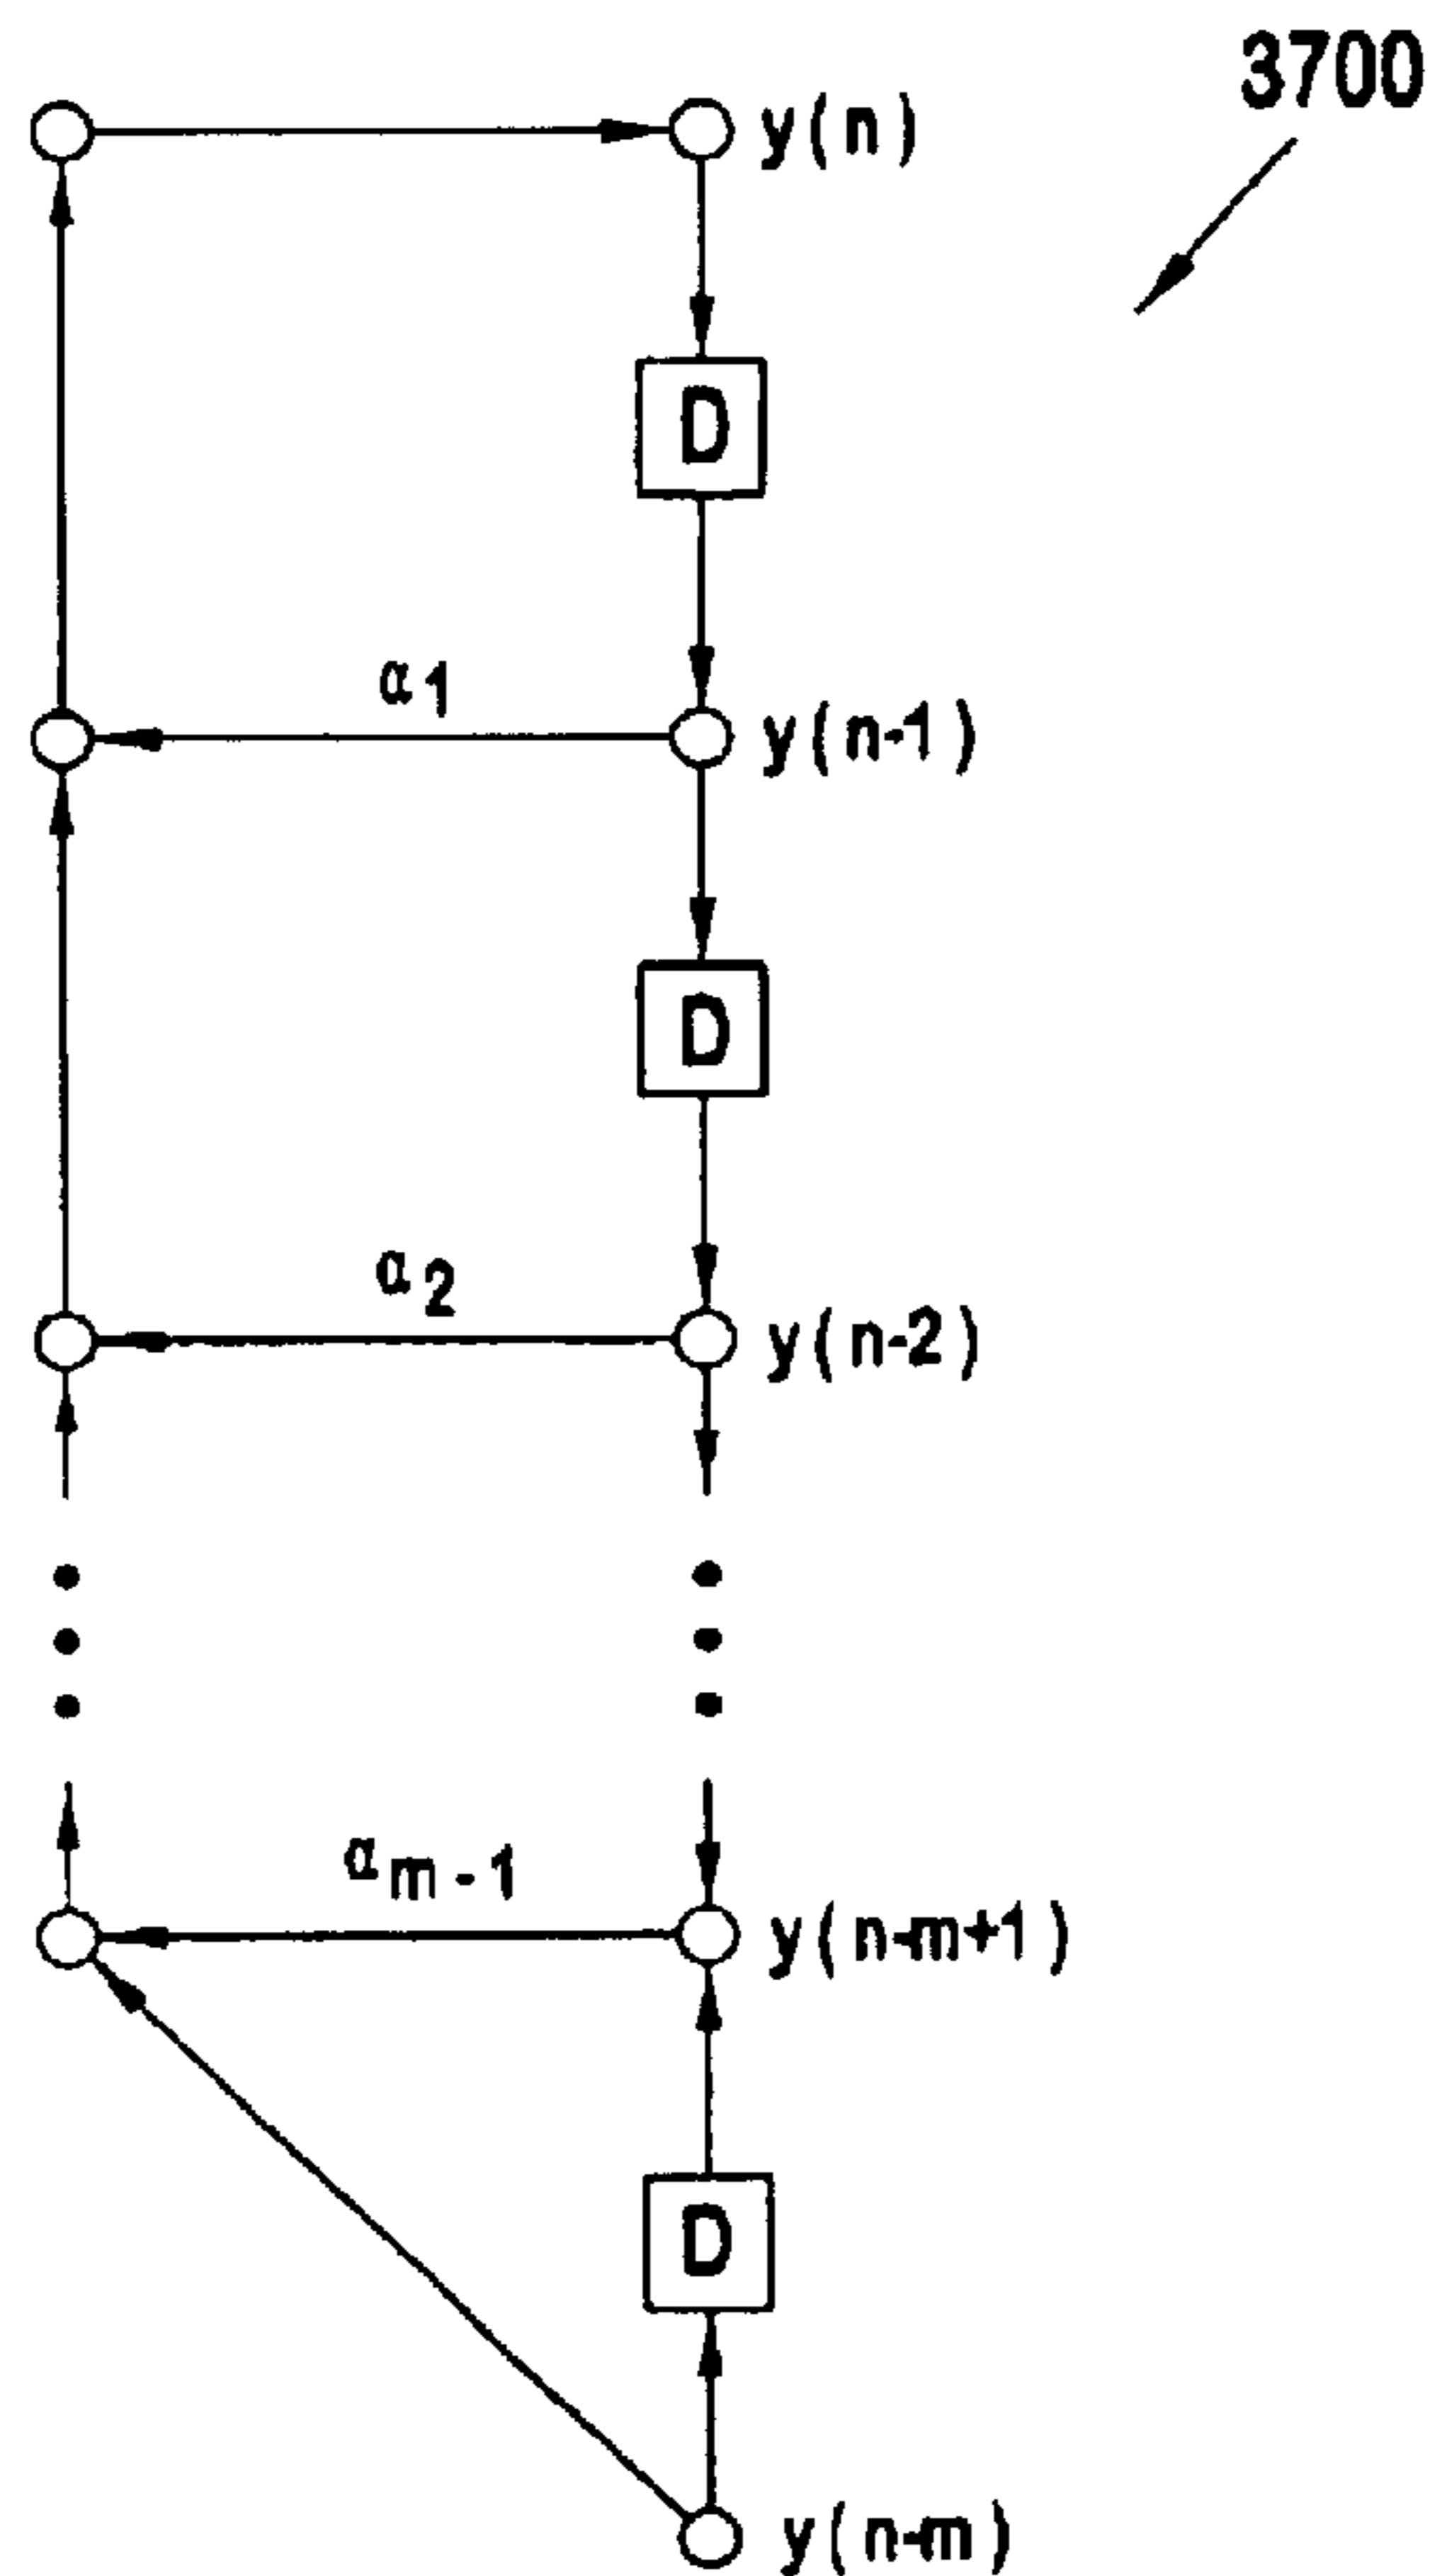 3700
y(n)
D
α1
y(n-1)
D
α2
y(n-2)
αm-1
y(n-m+1)
D
y(n-m)